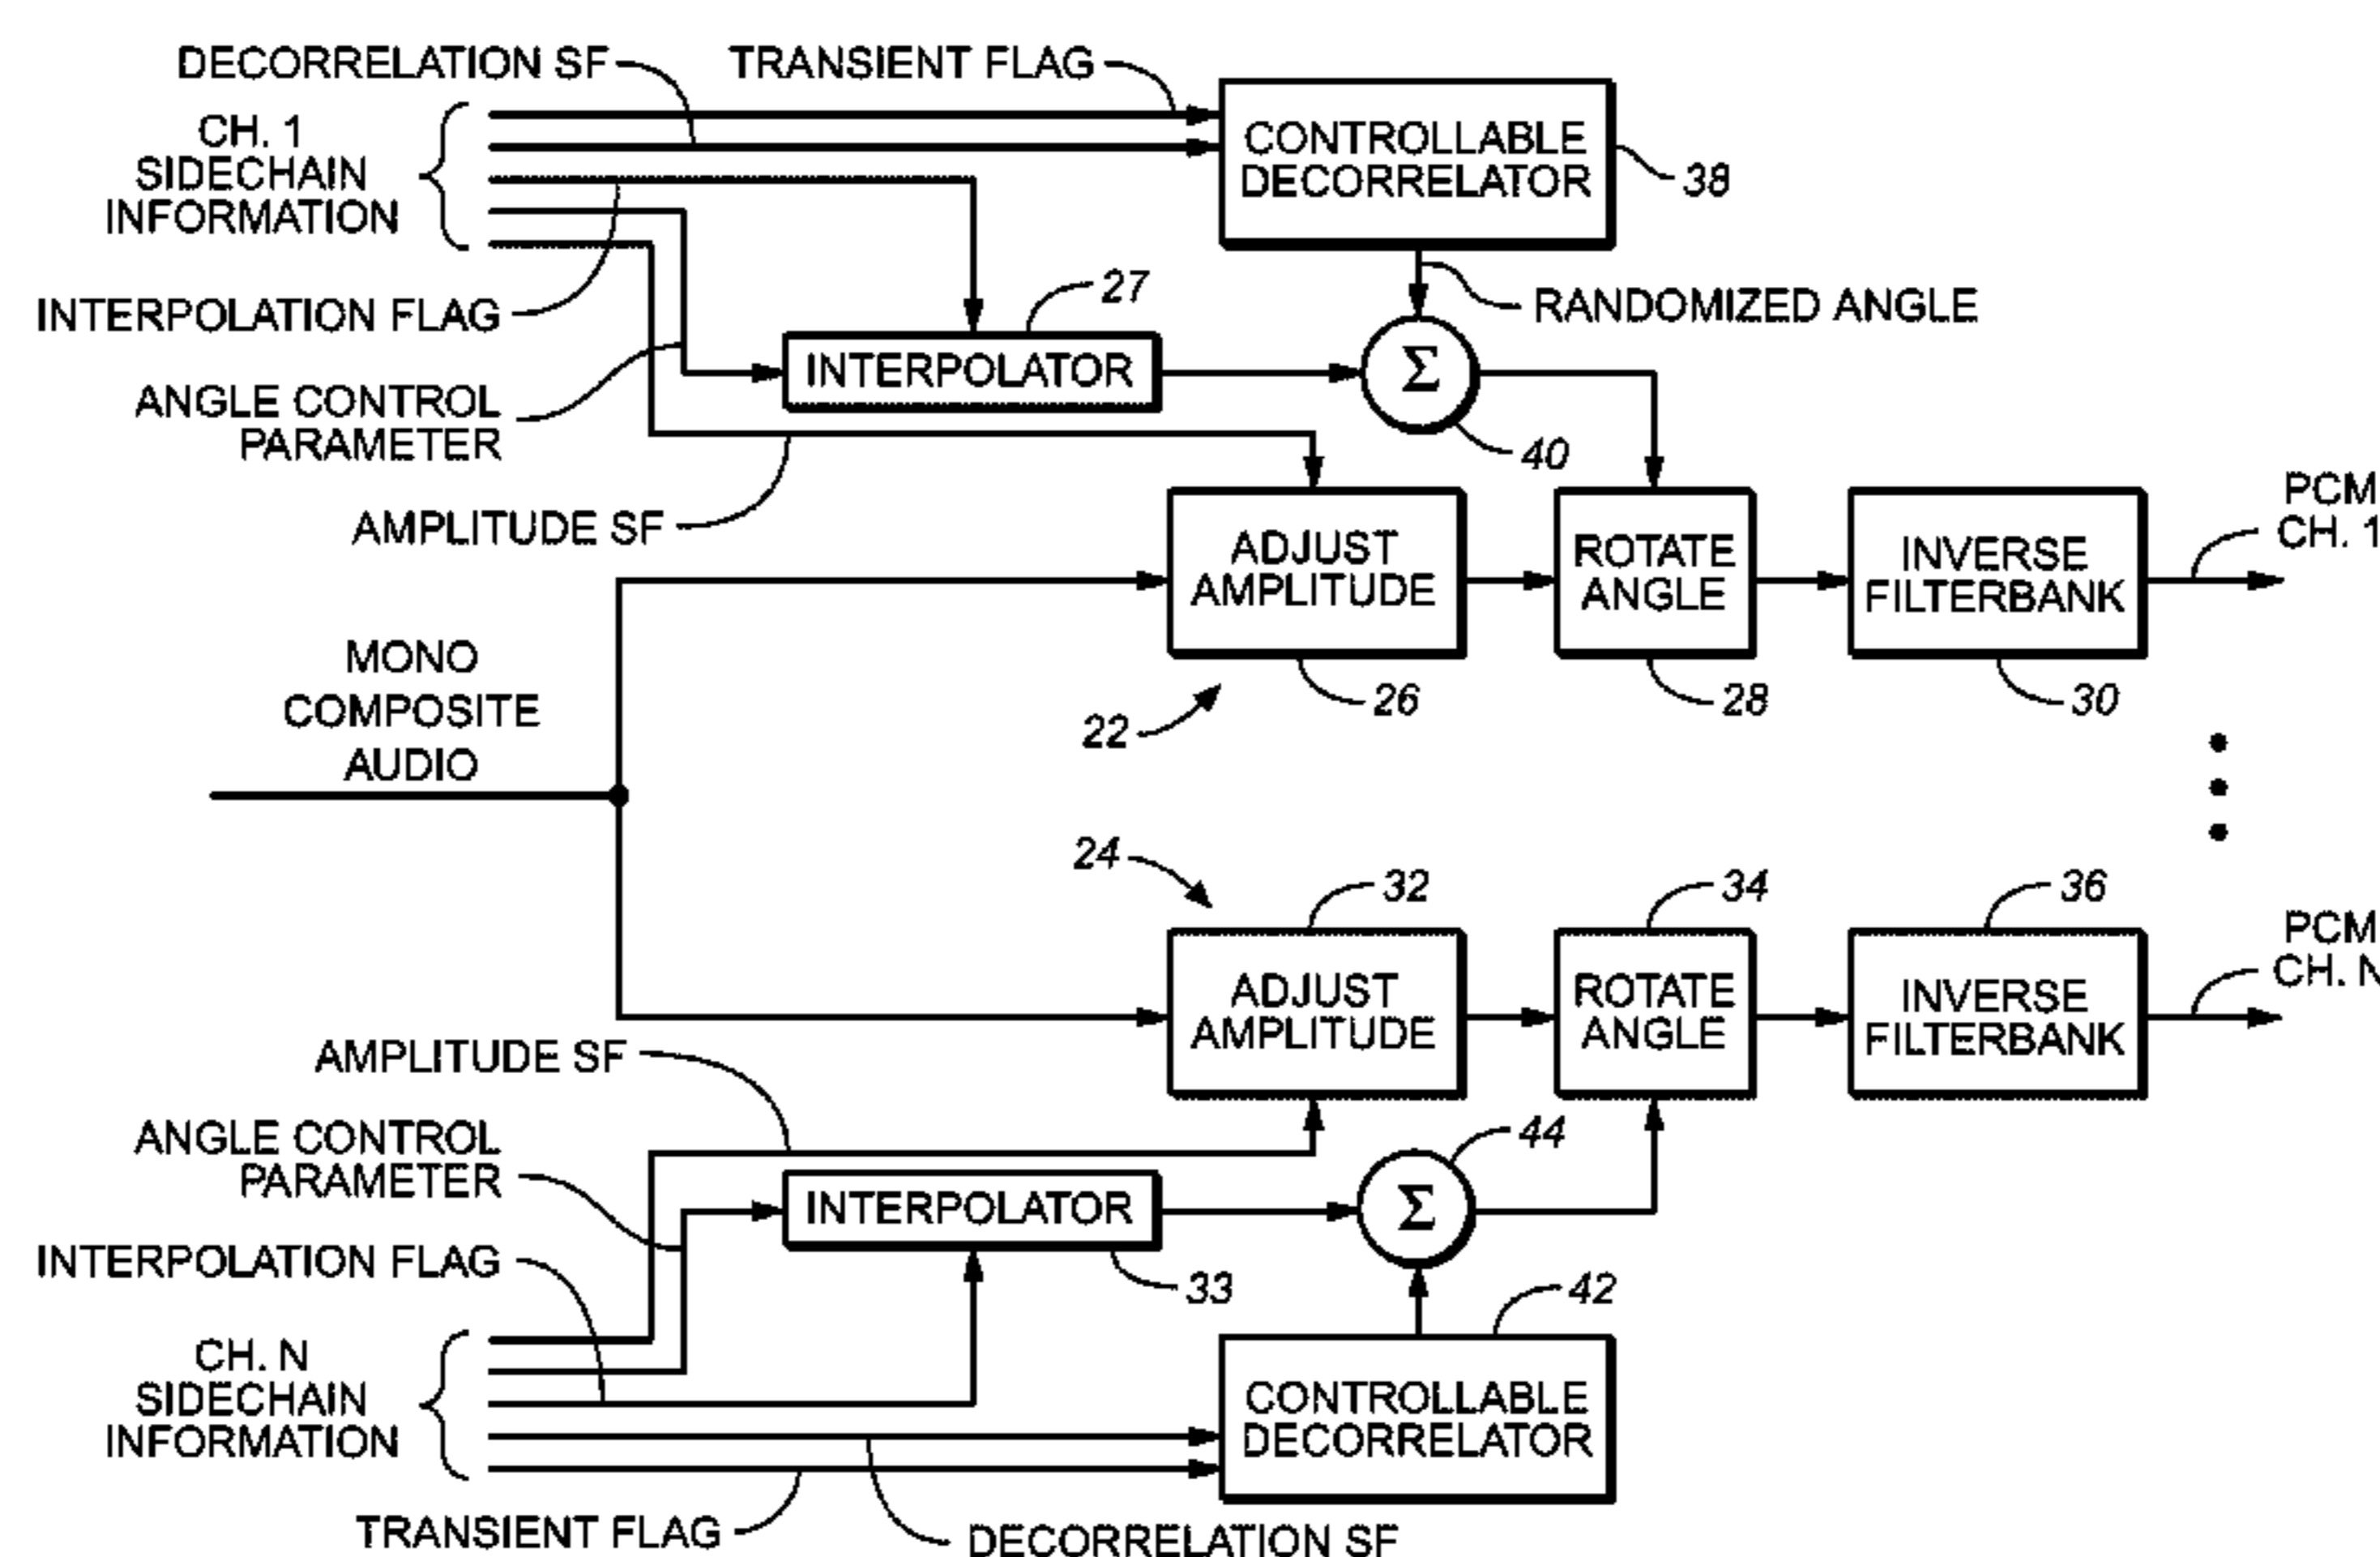 DECORRELATION SF
TRANSIENT FLAG
CH. 1
SIDECHAIN
INFORMATION
CONTROLLABLE
DECORRELATOR
38
INTERPOLATION FLAG
27
RANDOMIZED ANGLE
INTERPOLATOR
Σ
ANGLE CONTROL
PARAMETER
40
AMPLITUDE SF
PCM
CH. 1
ADJUST
AMPLITUDE
ROTATE
ANGLE
INVERSE
FILTERBANK
MONO
COMPOSITE
AUDIO
22
26
28
30
24
32
34
36
PCM
CH. N
ADJUST
AMPLITUDE
ROTATE
ANGLE
INVERSE
FILTERBANK
AMPLITUDE SF
ANGLE CONTROL
PARAMETER
44
INTERPOLATOR
Σ
INTERPOLATION FLAG
33
42
CH. N
SIDECHAIN
INFORMATION
CONTROLLABLE
DECORRELATOR
TRANSIENT FLAG
DECORRELATION SF